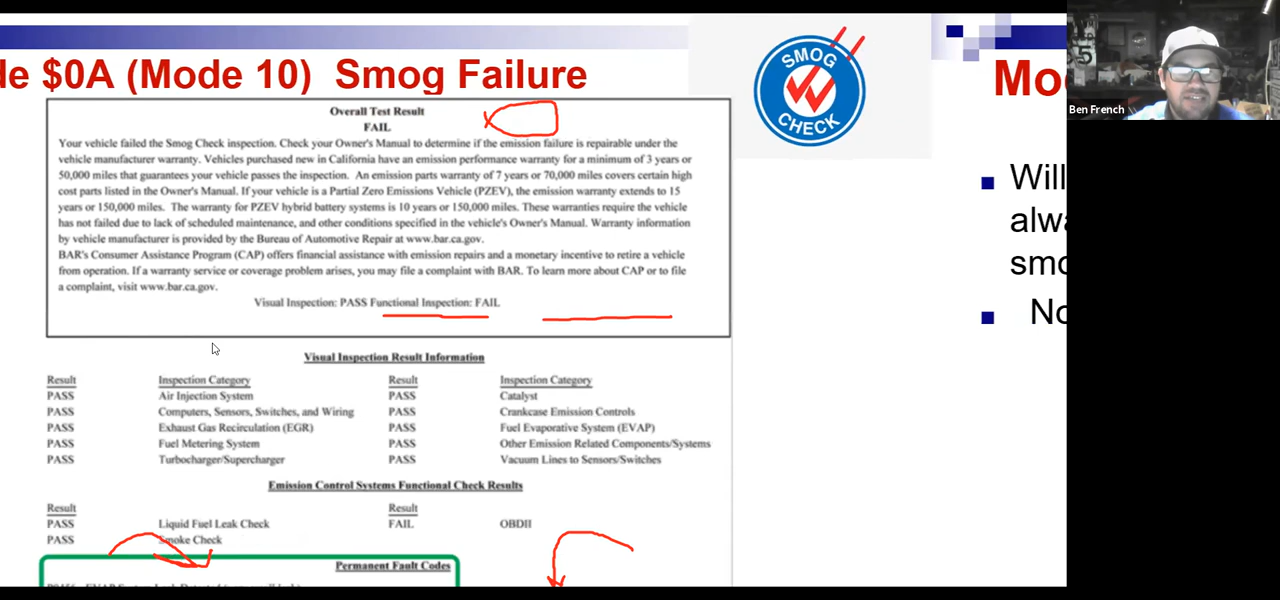 de $0A (Mode 10) Smog Failure
SMOG
CHECK
Ben French
Overall Test Result
FAIL
Your vehicle failed the Smog Check inspection. Check your Owner's Manual to determine if the emission failure is repairable under the
vehicle manufacturer warranty. Vehicles purchased new in California have an emission performance warranty for a minimum of 3 years or
50,000 miles that guarantees your vehicle passes the inspection. An emission parts warranty of 7 years or 70,000 miles covers certain high
cost parts listed in the Owner's Manual. If your vehicle is a Partial Zero Emissions Vehicle (PZEV), the emission warranty extends to 15
years or 150,000 miles. The warranty for PZEV hybrid battery systems is 10 years or 150,000 miles. These warranties require the vehicle
has not failed due to lack of scheduled maintenance, and other conditions specified in the vehicle's Owner's Manual. Warranty information
by vehicle manufacturer is provided by the Bureau of Automotive Repair at www.bar.ca.gov.
BAR's Consumer Assistance Program (CAP) offers financial assistance with emission repairs and a monetary incentive to retire a vehicle
from operation. If a warranty service or coverage problem arises, you may file a complaint with BAR. To learn more about CAP or to file
a complaint, visit www.bar.ca.gov.
Visual Inspection: PASS Functional Inspection: FAIL
Visual Inspection Result Information
Result Inspection Category Result Inspection Category
PASS Air Injection System PASS Catalyst
PASS Computers, Sensors, Switches, and Wiring PASS Crankcase Emission Controls
PASS Exhaust Gas Recirculation (EGR) PASS Fuel Evaporative System (EVAP)
PASS Fuel Metering System PASS Other Emission Related Components/Systems
PASS Turbocharger/Supercharger PASS Vacuum Lines to Sensors/Switches
Emission Control Systems Functional Check Results
Result Result
PASS Liquid Fuel Leak Check FAIL OBDII
PASS Smoke Check
Permanent Fault Codes
Mo
Will
alwa
smo
No